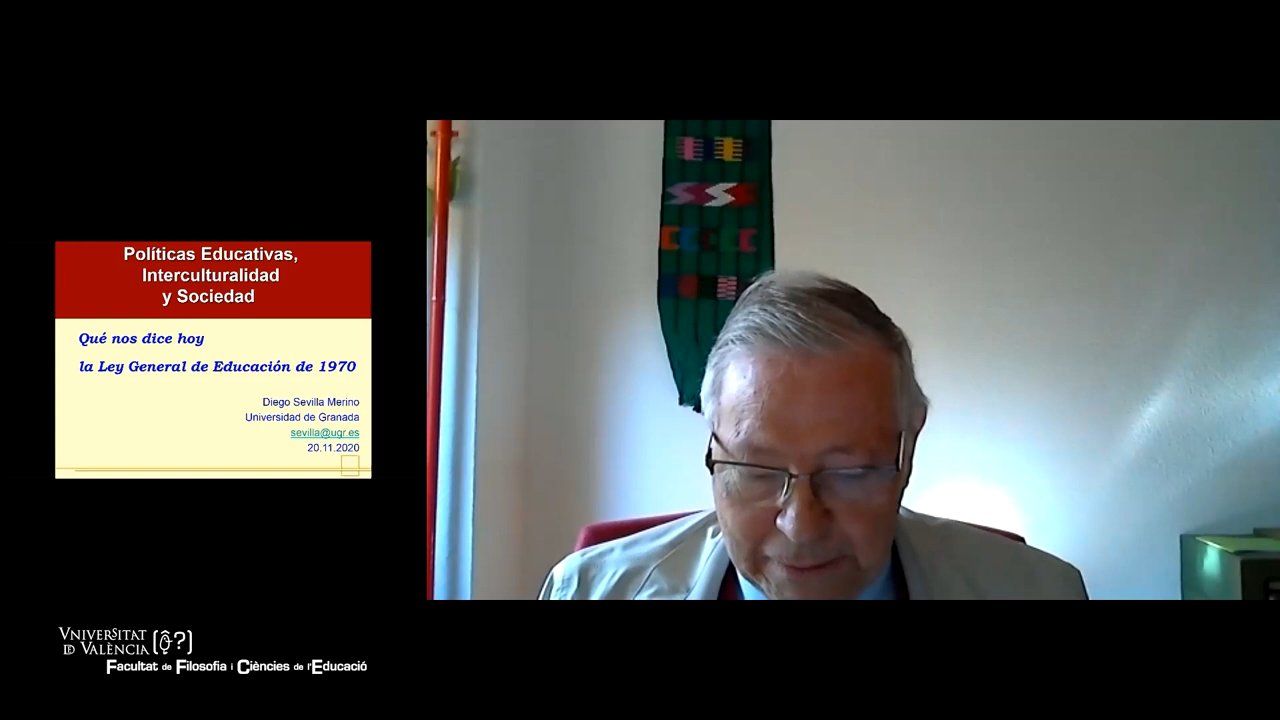 Políticas Educativas,
Interculturalidad
y Sociedad
Qué nos dice hoy
la Ley General de Educación de 1970
Diego Sevilla Merino
Universidad de Granada
sevilla@ugr.es
20.11.2020
VNIVERSITAT
ID VALÈNCIA
Facultat de Filosofia i Ciències de l'Educació